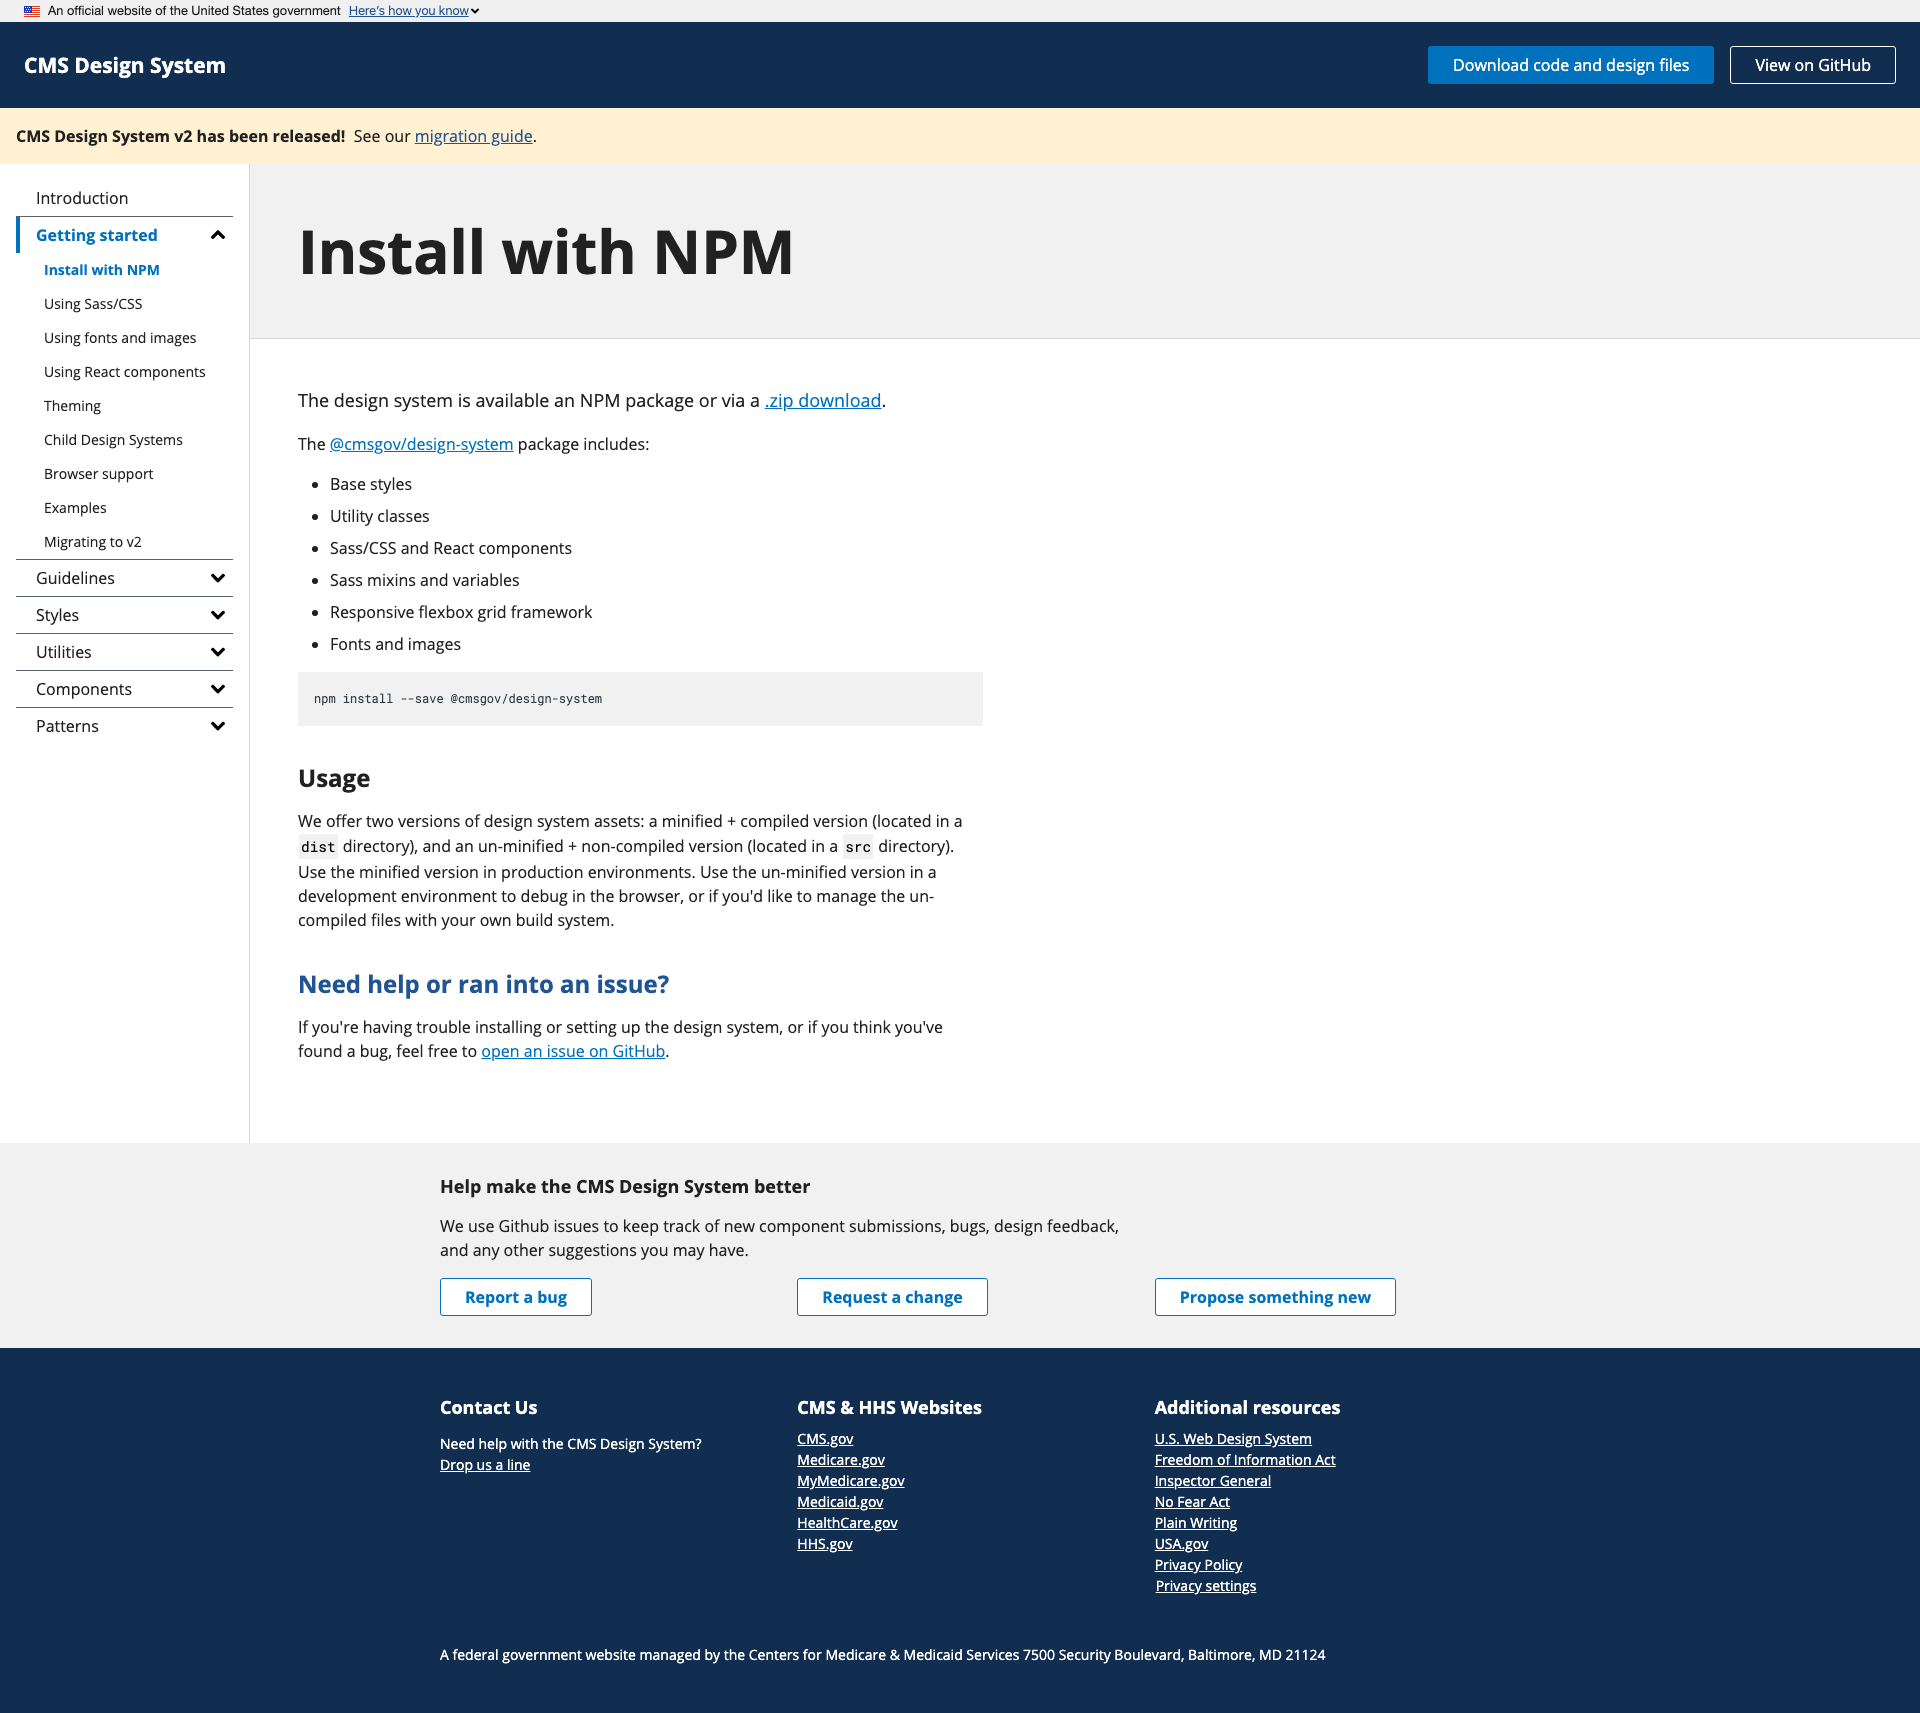 An official website of the United States government Here's how you know
CMS Design System
Download code and design files
View on GitHub
CMS Design System v2 has been released! See our migration guide.
Introduction
Getting started
Install with NPM
Using Sass/CSS
Using fonts and images
Using React components
Theming
Child Design Systems
Browser support
Examples
Migrating to v2
Guidelines
Styles
Utilities
Components
Patterns
Install with NPM
The design system is available an NPM package or via a .zip download.
The @cmsgov/design-system package includes:
Base styles
Utility classes
Sass/CSS and React components
Sass mixins and variables
Responsive flexbox grid framework
Fonts and images
npm install --save @cmsgov/design-system
Usage
We offer two versions of design system assets: a minified + compiled version (located in a
dist directory), and an un-minified + non-compiled version (located in a src directory).
Use the minified version in production environments. Use the un-minified version in a
development environment to debug in the browser, or if you'd like to manage the un-
compiled files with your own build system.
Need help or ran into an issue?
If you're having trouble installing or setting up the design system, or if you think you've
found a bug, feel free to open an issue on GitHub.
Help make the CMS Design System better
We use Github issues to keep track of new component submissions, bugs, design feedback,
and any other suggestions you may have.
Report a bug
Request a change
Propose something new
Contact Us
Need help with the CMS Design System?
Drop us a line
CMS & HHS Websites
CMS.gov
Medicare.gov
MyMedicare.gov
Medicaid.gov
HealthCare.gov
HHS.gov
Additional resources
U.S. Web Design System
Freedom of Information Act
Inspector General
No Fear Act
Plain Writing
USA.gov
Privacy Policy
Privacy settings
A federal government website managed by the Centers for Medicare & Medicaid Services 7500 Security Boulevard, Baltimore, MD 21124